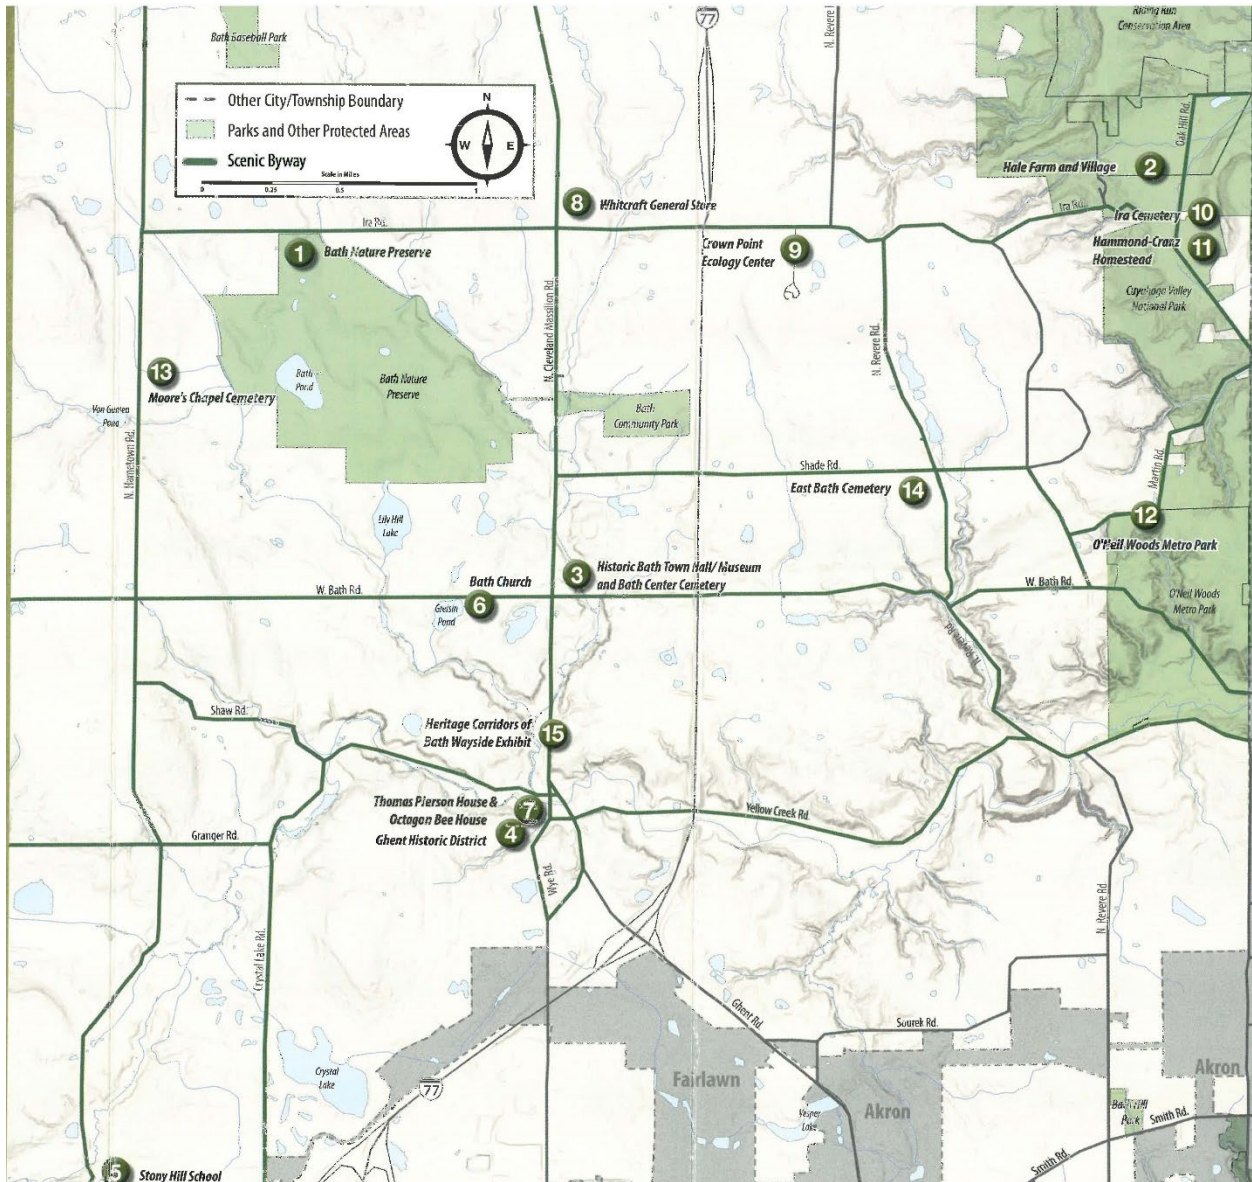 77
N. Revere
Riding Run
Conservation Area
Bath Baseball Park
Other City/Township Boundary
Parks and Other Protected Areas
Scenic Byway
Scale in Miles
0 0.25 0.5 1
N
W E
S
Oak Hill Rd.
Hale Farm and Village
2
8
Whitcraft General Store
Ira Rd.
Ira Rd.
Ira Cemetery
10
1
Bath Nature Preserve
Crown Point
Ecology Center
9
Hammond-Cranz
Homestead
11
Cuyahoga Valley
National Park
N. Cleveland Massillon Rd.
N. Revere Rd.
13
Moore's Chapel Cemetery
Bath
Pond
Bath Nature
Preserve
Bath
Community Park
Pond
N. Hametown Rd.
Shade Rd.
Martin Rd.
East Bath Cemetery
14
12
O'Neil Woods Metro Park
Lily Hill
Lake
Historic Bath Town Hall/ Museum
and Bath Center Cemetery
3
W. Bath Rd.
Bath Church
6
Pond
W. Bath Rd.
O'Neil Woods
Metro Park
N. Revere Rd.
Shaw Rd.
Heritage Corridors of
Bath Wayside Exhibit
15
Thomas Pierson House &
Octagon Bee House
7
Ghent Historic District
4
Yellow Creek Rd.
Granger Rd.
Wye Rd.
N. Revere Rd
Crystal Lake Rd.
Ghent Rd.
Sourek Rd.
Crystal
Lake
77
Fairlawn
Akron
Akron
Lake
Park
Smith Rd.
Smith Rd.
5
Stony Hill School